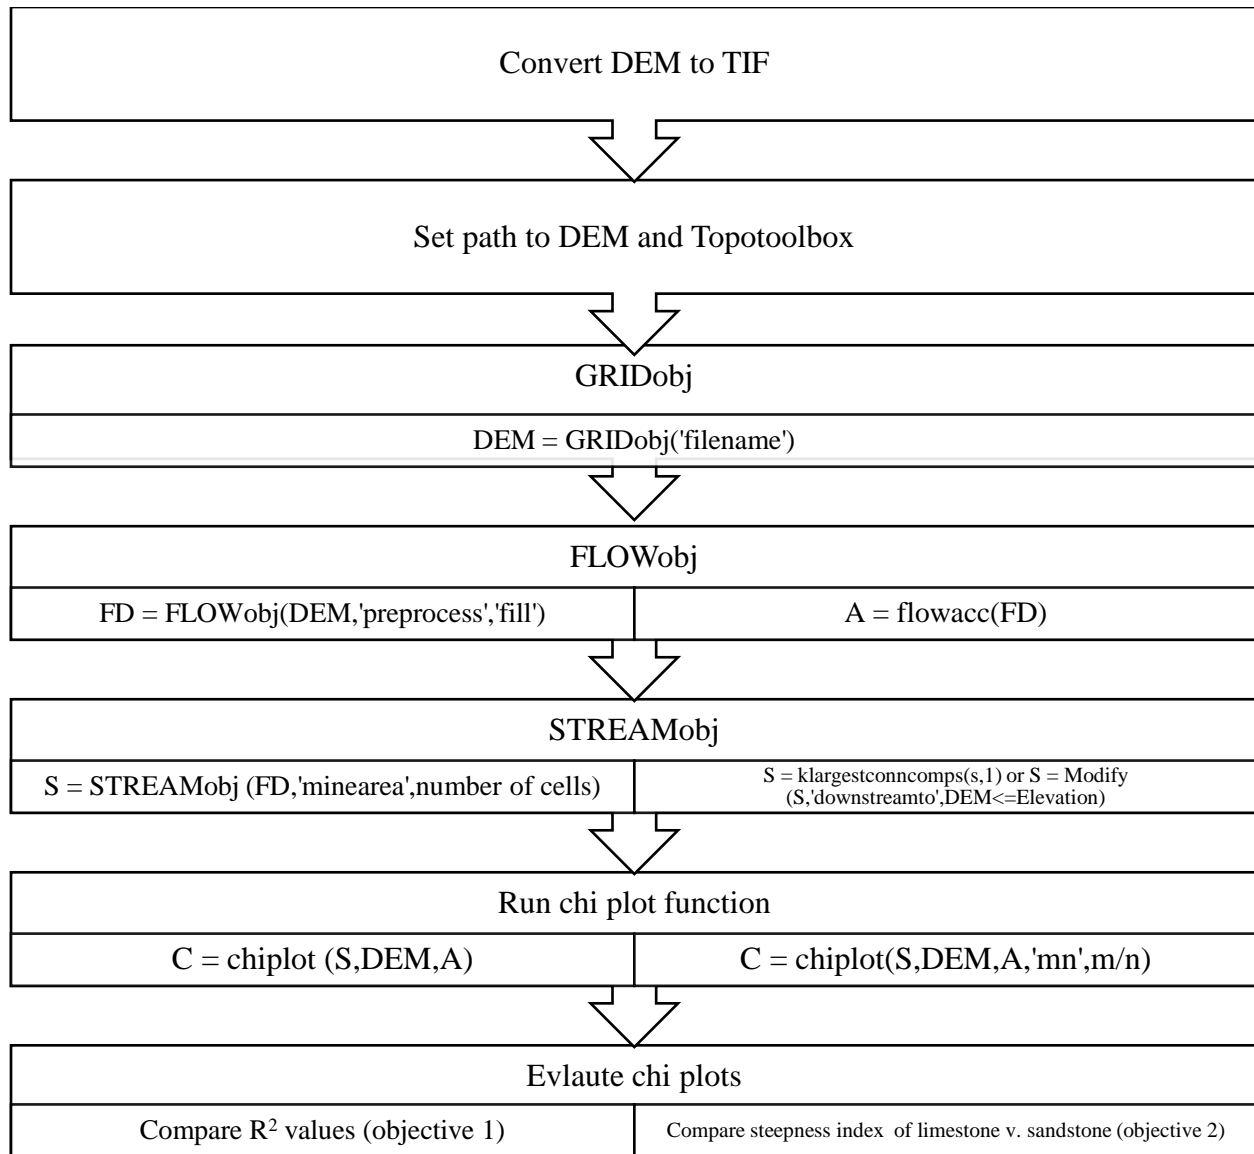 Convert DEM to TIF
Set path to DEM and Topotoolbox
GRIDobj
DEM = GRIDobj('filename')
FLOWobj
FD = FLOWobj(DEM,'preprocess','fill')
A = flowacc(FD)
STREAMobj
S = STREAMobj (FD,'minearea',number of cells)
S = klargestconncomps(s,1) or S = Modify
(S,'downstreamto',DEM<=Elevation)
Run chi plot function
C = chiplot (S,DEM,A)
C = chiplot(S,DEM,A,'mn',m/n)
Evlaute chi plots
Compare R² values (objective 1)
Compare steepness index of limestone v. sandstone (objective 2)